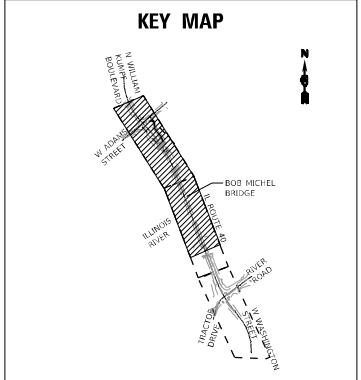 KEY MAP
N
N WILLIAM
KUMPF
BOULEVARD
W ADAMS
STREET
BOB MICHEL
BRIDGE
IL ROUTE 40
ILLINOIS
RIVER
RIVER
ROAD
TRACTOR
DRIVE
W WASHINGTON
STREET